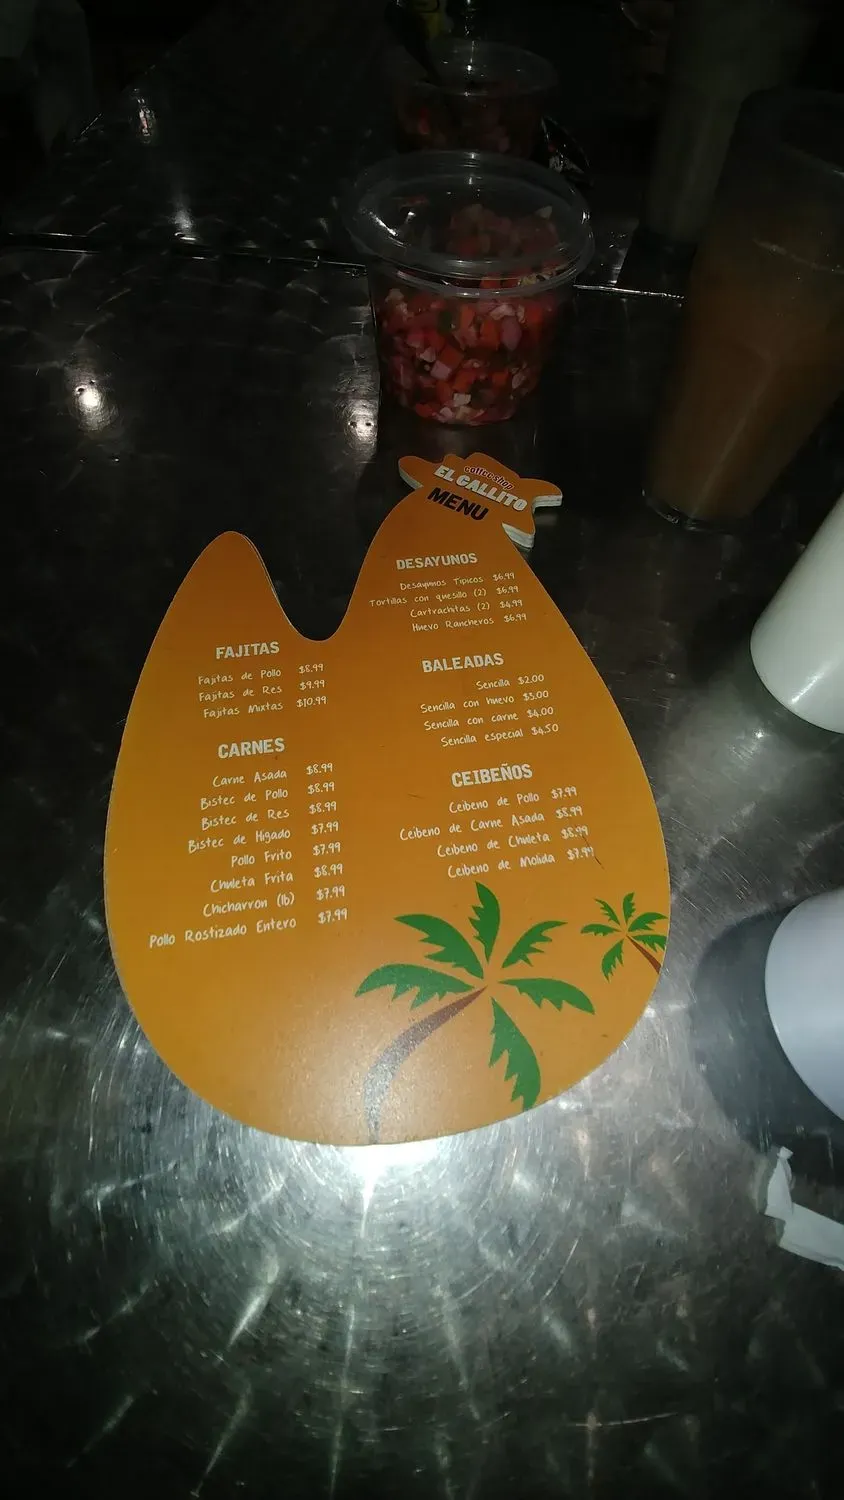 coffee shop
EL GALLITO
MENU
DESAYUNOS
Desayunos Tipicos $6.99
Tortillas con quesillo (2) $6.99
Cartrachitas (2) $4.99
Huevo Rancheros $6.99
BALEADAS
Sencilla $2.00
Sencilla con huevo $3.00
Sencilla con carne $4.00
Sencilla especial $4.50
CEIBEÑOS
Ceibeno de Pollo $7.99
Ceibeno de Carne Asada $8.99
Ceibeno de Chuleta $8.99
Ceibeno de Molida $7.99
FAJITAS
Fajitas de Pollo $8.99
Fajitas de Res $9.99
Fajitas Mixtas $10.99
CARNES
Carne Asada $8.99
Bistec de Pollo $8.99
Bistec de Res $8.99
Bistec de Higado $7.99
Pollo Frito $7.99
Chuleta Frita $8.99
Chicharron (lb) $7.99
Pollo Rostizado Entero $7.99